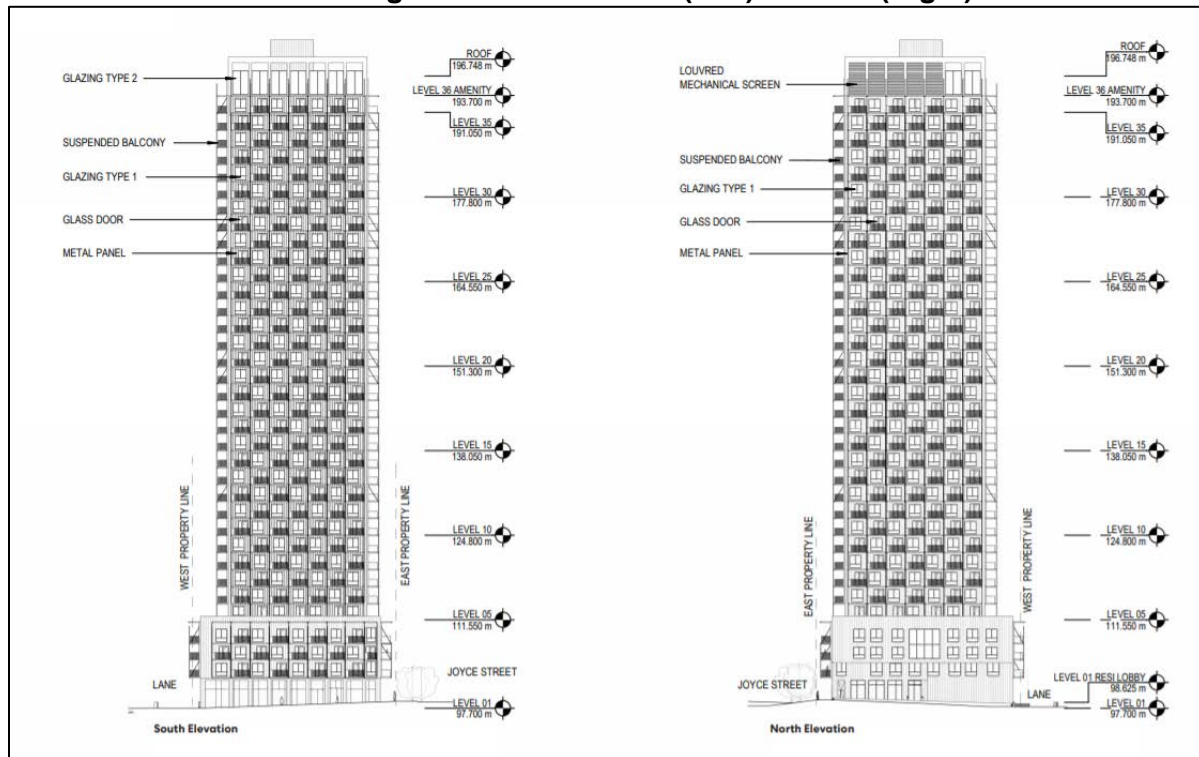 ROOF
196.748 m
GLAZING TYPE 2
LEVEL 36 AMENITY
193.700 m
LEVEL 35
191.050 m
SUSPENDED BALCONY
GLAZING TYPE 1
LEVEL 30
177.800 m
GLASS DOOR
METAL PANEL
LEVEL 25
164.550 m
LEVEL 20
151.300 m
LEVEL 15
138.050 m
WEST PROPERTY LINE
EAST PROPERTY LINE
LEVEL 10
124.800 m
LEVEL 05
111.550 m
JOYCE STREET
LANE
LEVEL 01
97.700 m
South Elevation
ROOF
196.748 m
LOUVRED
MECHANICAL SCREEN
LEVEL 36 AMENITY
193.700 m
LEVEL 35
191.050 m
SUSPENDED BALCONY
GLAZING TYPE 1
LEVEL 30
177.800 m
GLASS DOOR
METAL PANEL
LEVEL 25
164.550 m
LEVEL 20
151.300 m
LEVEL 15
138.050 m
EAST PROPERTY LINE
WEST PROPERTY LINE
LEVEL 10
124.800 m
LEVEL 05
111.550 m
JOYCE STREET
LEVEL 01 RESI LOBBY
98.625 m
LANE
LEVEL 01
97.700 m
North Elevation